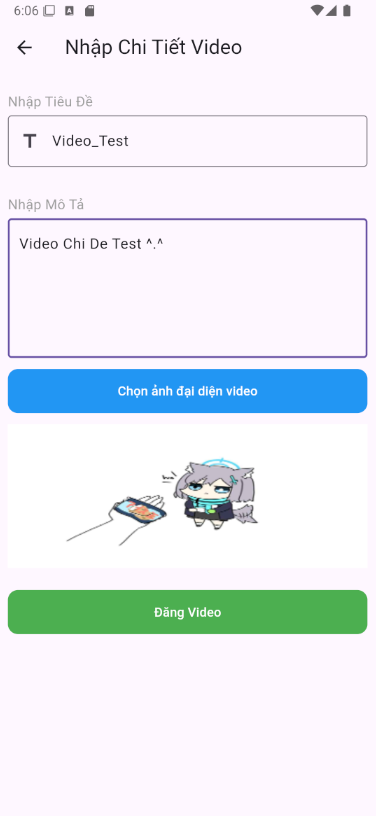 6:06
Nhập Chi Tiết Video
Nhập Tiêu Đề
Video_Test
Nhập Mô Tả
Video Chi De Test ^.^
Chọn ảnh đại diện video
Đăng Video